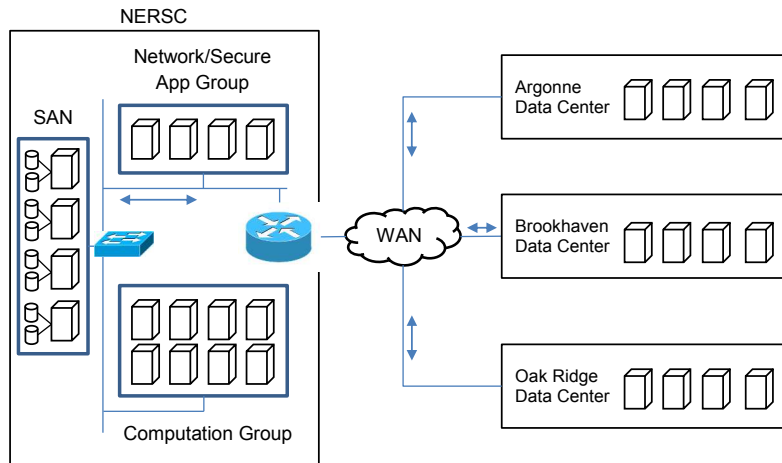 NERSC
Network/Secure
App Group
SAN
Computation Group
WAN
Argonne
Data Center
Brookhaven
Data Center
Oak Ridge
Data Center